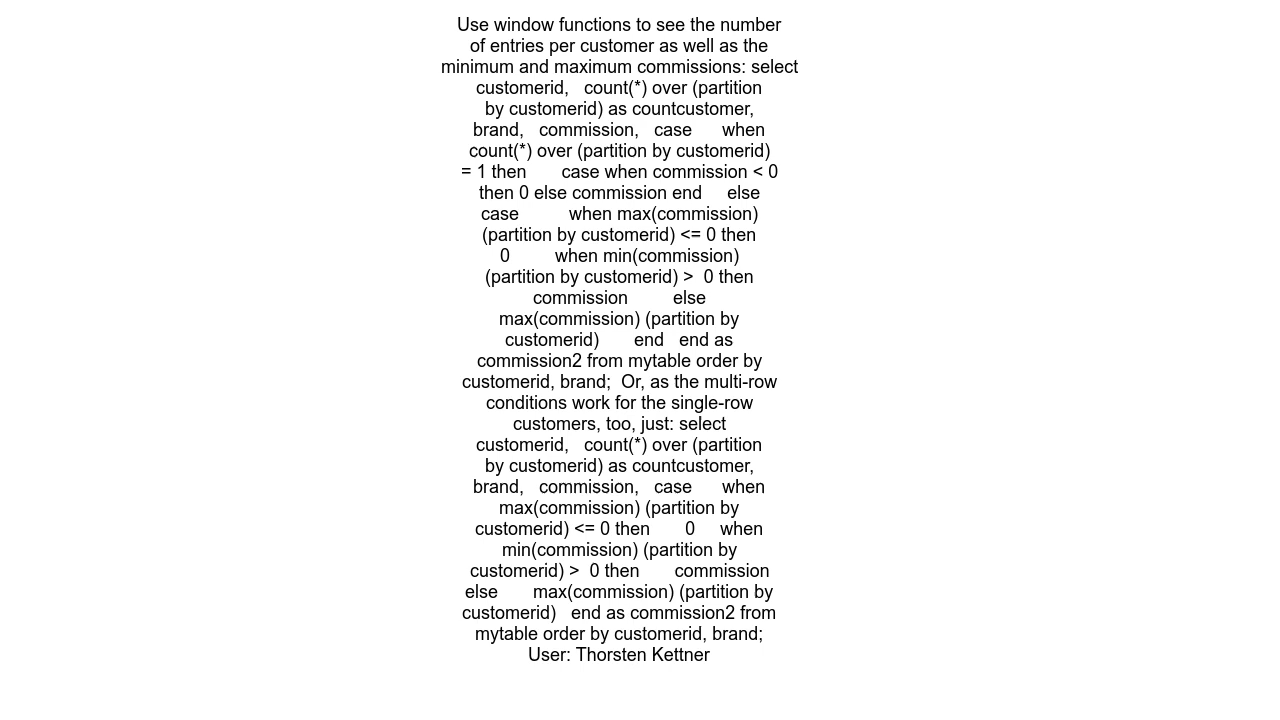 Use window functions to see the number
of entries per customer as well as the
minimum and maximum commissions: select
customerid,   count(*) over (partition
by customerid) as countcustomer,
brand,   commission,   case      when
count(*) over (partition by customerid)
= 1 then       case when commission < 0
then 0 else commission end     else
case          when max(commission)
(partition by customerid) <= 0 then
0         when min(commission)
(partition by customerid) >  0 then
commission         else
max(commission) (partition by
customerid)       end   end as
commission2 from mytable order by
customerid, brand;  Or, as the multi-row
conditions work for the single-row
customers, too, just: select
customerid,   count(*) over (partition
by customerid) as countcustomer,
brand,   commission,   case      when
max(commission) (partition by
customerid) <= 0 then       0     when
min(commission) (partition by
customerid) >  0 then       commission
else       max(commission) (partition by
customerid)   end as commission2 from
mytable order by customerid, brand;
User: Thorsten Kettner